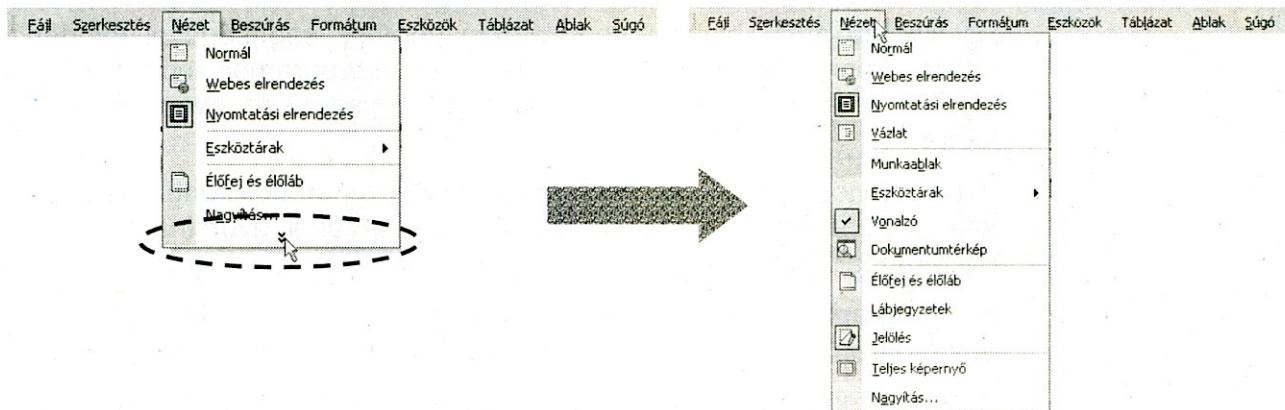 Fájl Szerkesztés Nézet Beszúrás Formátum Eszközök Táblázat Ablak Súgó
Normál
Webes elrendezés
Nyomtatási elrendezés
Eszköztárak
Élőfej és élőláb
Nagyítás...
Fájl Szerkesztés Nézet Beszúrás Formátum Eszközök Táblázat Ablak Súgó
Normál
Webes elrendezés
Nyomtatási elrendezés
Vázlat
Munkaablak
Eszköztárak
Vonalzó
Dokumentumtérkép
Élőfej és élőláb
Lábjegyzetek
Jelölés
Teljes képernyő
Nagyítás...